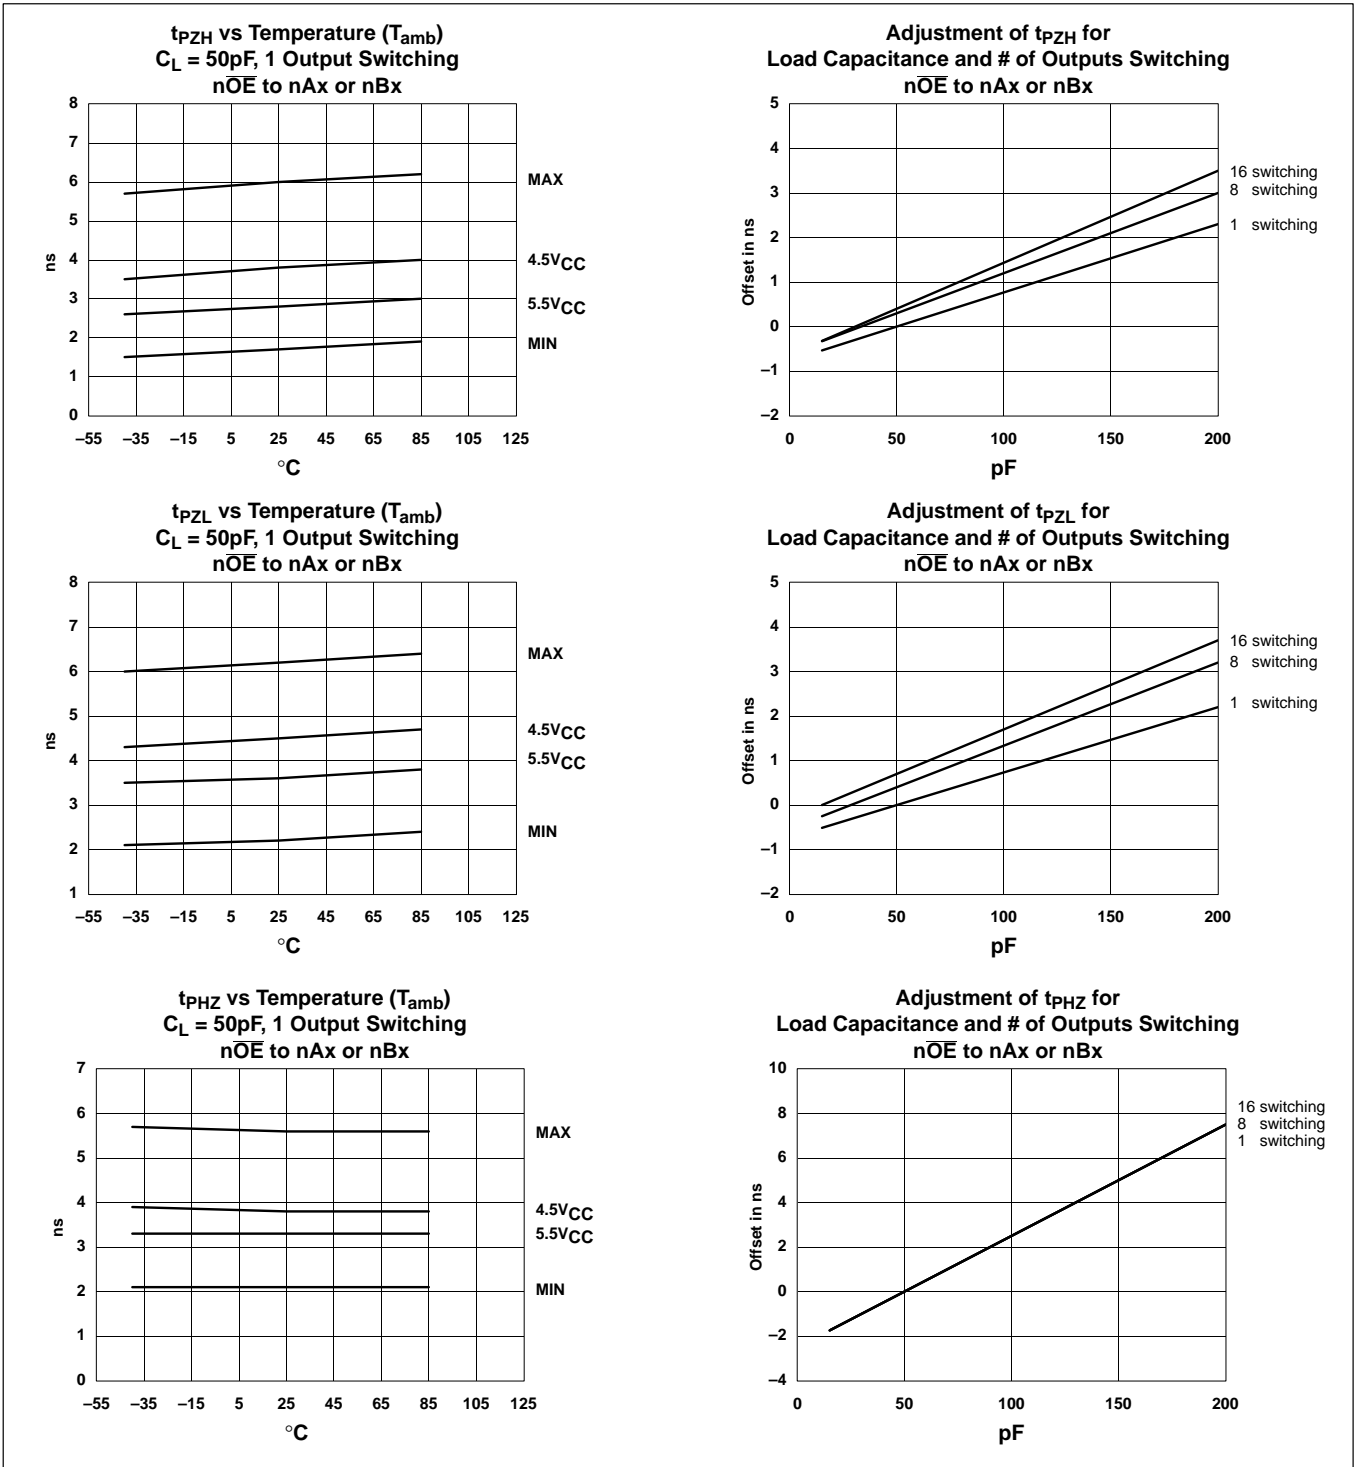 tPZH vs Temperature (Tamb)
CL = 50pF, 1 Output Switching
nOE to nAx or nBx
8
7
6
5
4
3
2
1
0
ns
MAX
4.5VCC
5.5VCC
MIN
–55 –35 –15 5 25 45 65 85 105 125
°C
Adjustment of tPZH for
Load Capacitance and # of Outputs Switching
nOE to nAx or nBx
5
4
3
2
1
0
–1
–2
Offset in ns
16 switching
8 switching
1 switching
0 50 100 150 200
pF
tPZL vs Temperature (Tamb)
CL = 50pF, 1 Output Switching
nOE to nAx or nBx
8
7
6
5
4
3
2
1
ns
MAX
4.5VCC
5.5VCC
MIN
–55 –35 –15 5 25 45 65 85 105 125
°C
Adjustment of tPZL for
Load Capacitance and # of Outputs Switching
nOE to nAx or nBx
5
4
3
2
1
0
–1
–2
Offset in ns
16 switching
8 switching
1 switching
0 50 100 150 200
pF
tPHZ vs Temperature (Tamb)
CL = 50pF, 1 Output Switching
nOE to nAx or nBx
7
6
5
4
3
2
1
0
ns
MAX
4.5VCC
5.5VCC
MIN
–55 –35 –15 5 25 45 65 85 105 125
°C
Adjustment of tPHZ for
Load Capacitance and # of Outputs Switching
nOE to nAx or nBx
10
8
6
4
2
0
–2
–4
Offset in ns
16 switching
8 switching
1 switching
0 50 100 150 200
pF